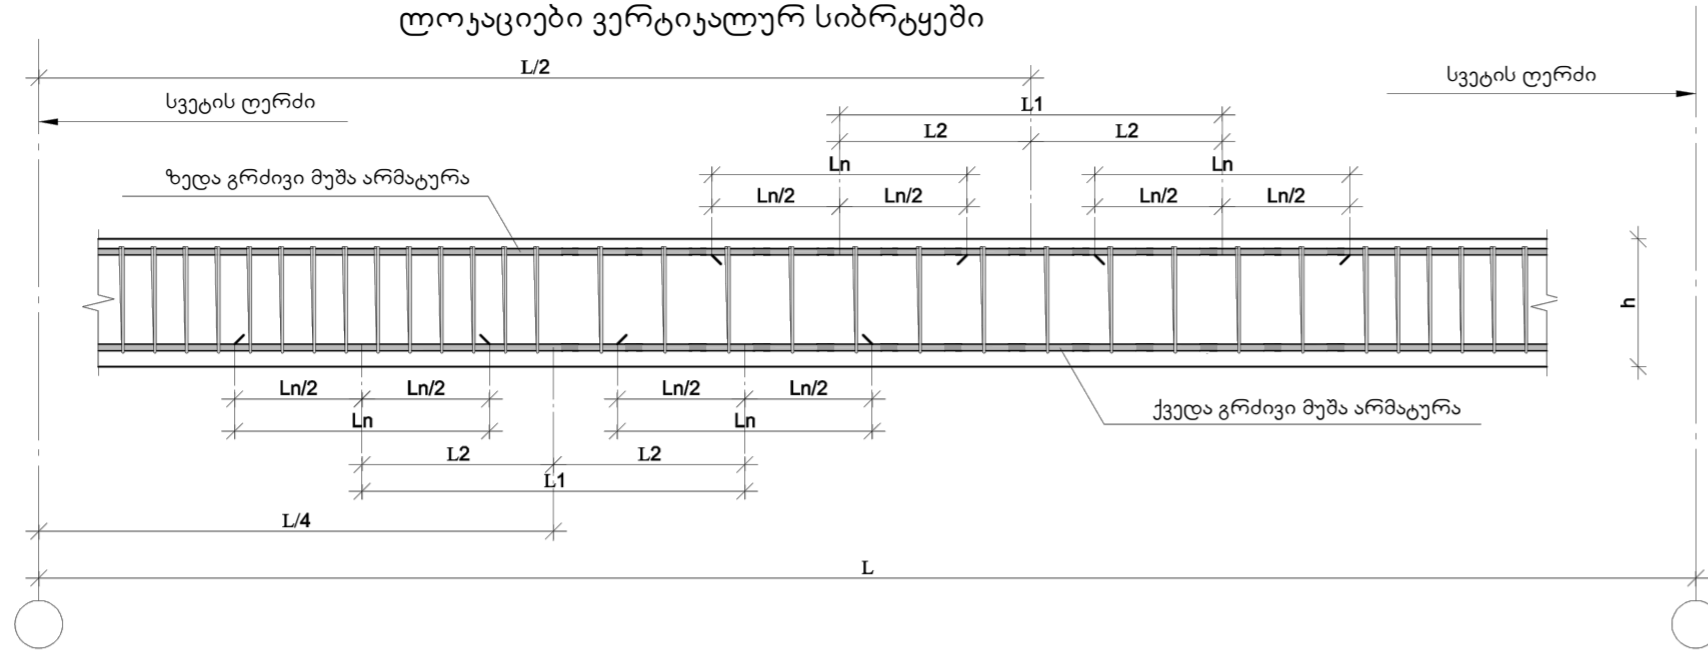 ლოკაციები ვერტიკალურ სიბრტყეში
L/2
სვეტის ღერძი
სვეტის ღერძი
L1
L2 L2
Ln Ln
ზედა გრძივი მუშა არმატურა
Ln/2 Ln/2 Ln/2 Ln/2
h
Ln/2 Ln/2 Ln/2 Ln/2
ქვედა გრძივი მუშა არმატურა
Ln Ln
L2 L2
L1
L/4
L